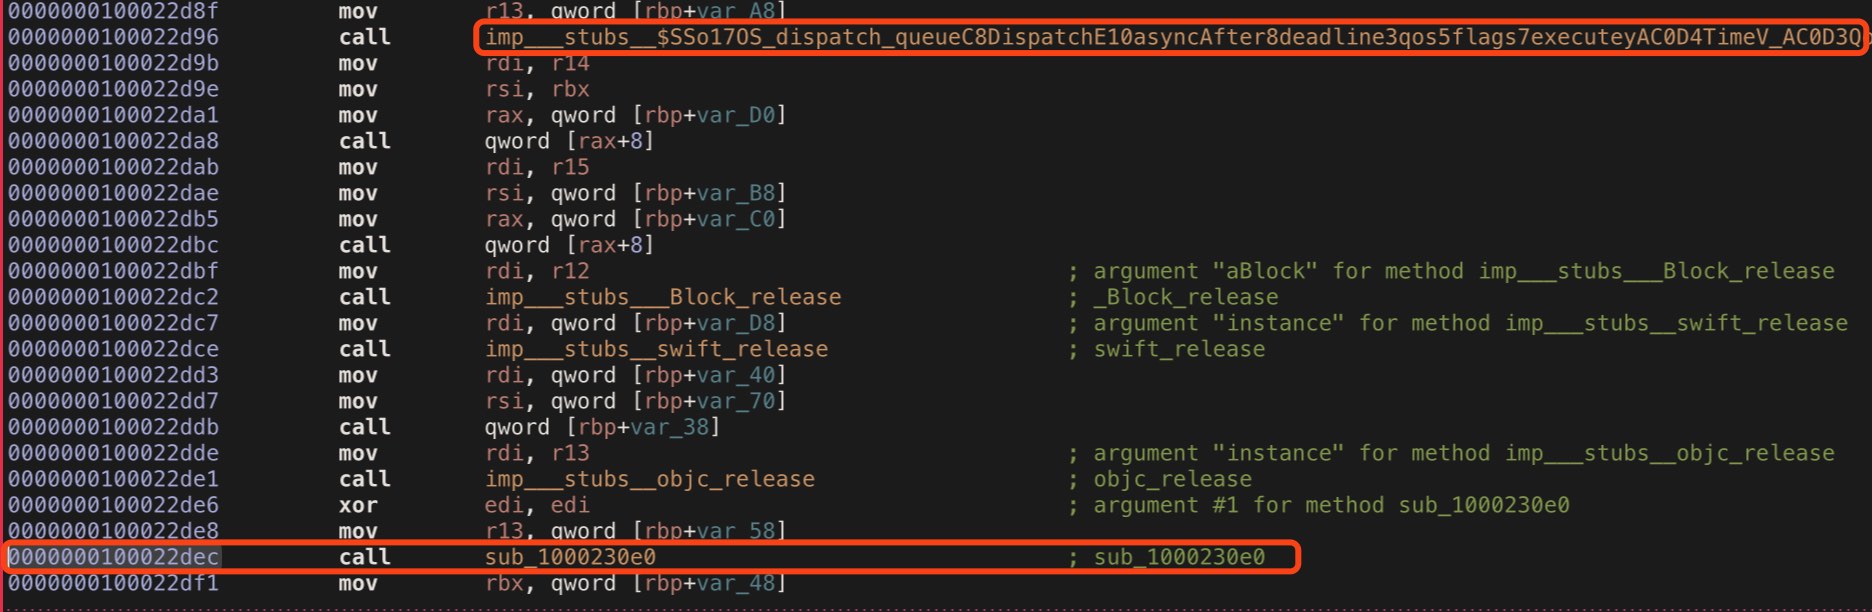 0000000100022d8f mov r13, qword [rbp+var_A8]
0000000100022d96 call imp___stubs__$SSo17OS_dispatch_queueC8DispatchE10asyncAfter8deadline3qos5flags7executeyAC0D4TimeV_AC0D3Q
0000000100022d9b mov rdi, r14
0000000100022d9e mov rsi, rbx
0000000100022da1 mov rax, qword [rbp+var_D0]
0000000100022da8 call qword [rax+8]
0000000100022dab mov rdi, r15
0000000100022dae mov rsi, qword [rbp+var_B8]
0000000100022db5 mov rax, qword [rbp+var_C0]
0000000100022dbc call qword [rax+8]
0000000100022dbf mov rdi, r12 ; argument "aBlock" for method imp___stubs___Block_release
0000000100022dc2 call imp___stubs___Block_release ; _Block_release
0000000100022dc7 mov rdi, qword [rbp+var_D8] ; argument "instance" for method imp___stubs__swift_release
0000000100022dce call imp___stubs__swift_release ; swift_release
0000000100022dd3 mov rdi, qword [rbp+var_40]
0000000100022dd7 mov rsi, qword [rbp+var_70]
0000000100022ddb call qword [rbp+var_38]
0000000100022dde mov rdi, r13 ; argument "instance" for method imp___stubs__objc_release
0000000100022de1 call imp___stubs__objc_release ; objc_release
0000000100022de6 xor edi, edi ; argument #1 for method sub_1000230e0
0000000100022de8 mov r13, qword [rbp+var_58]
0000000100022dec call sub_1000230e0 ; sub_1000230e0
0000000100022df1 mov rbx, qword [rbp+var_48]